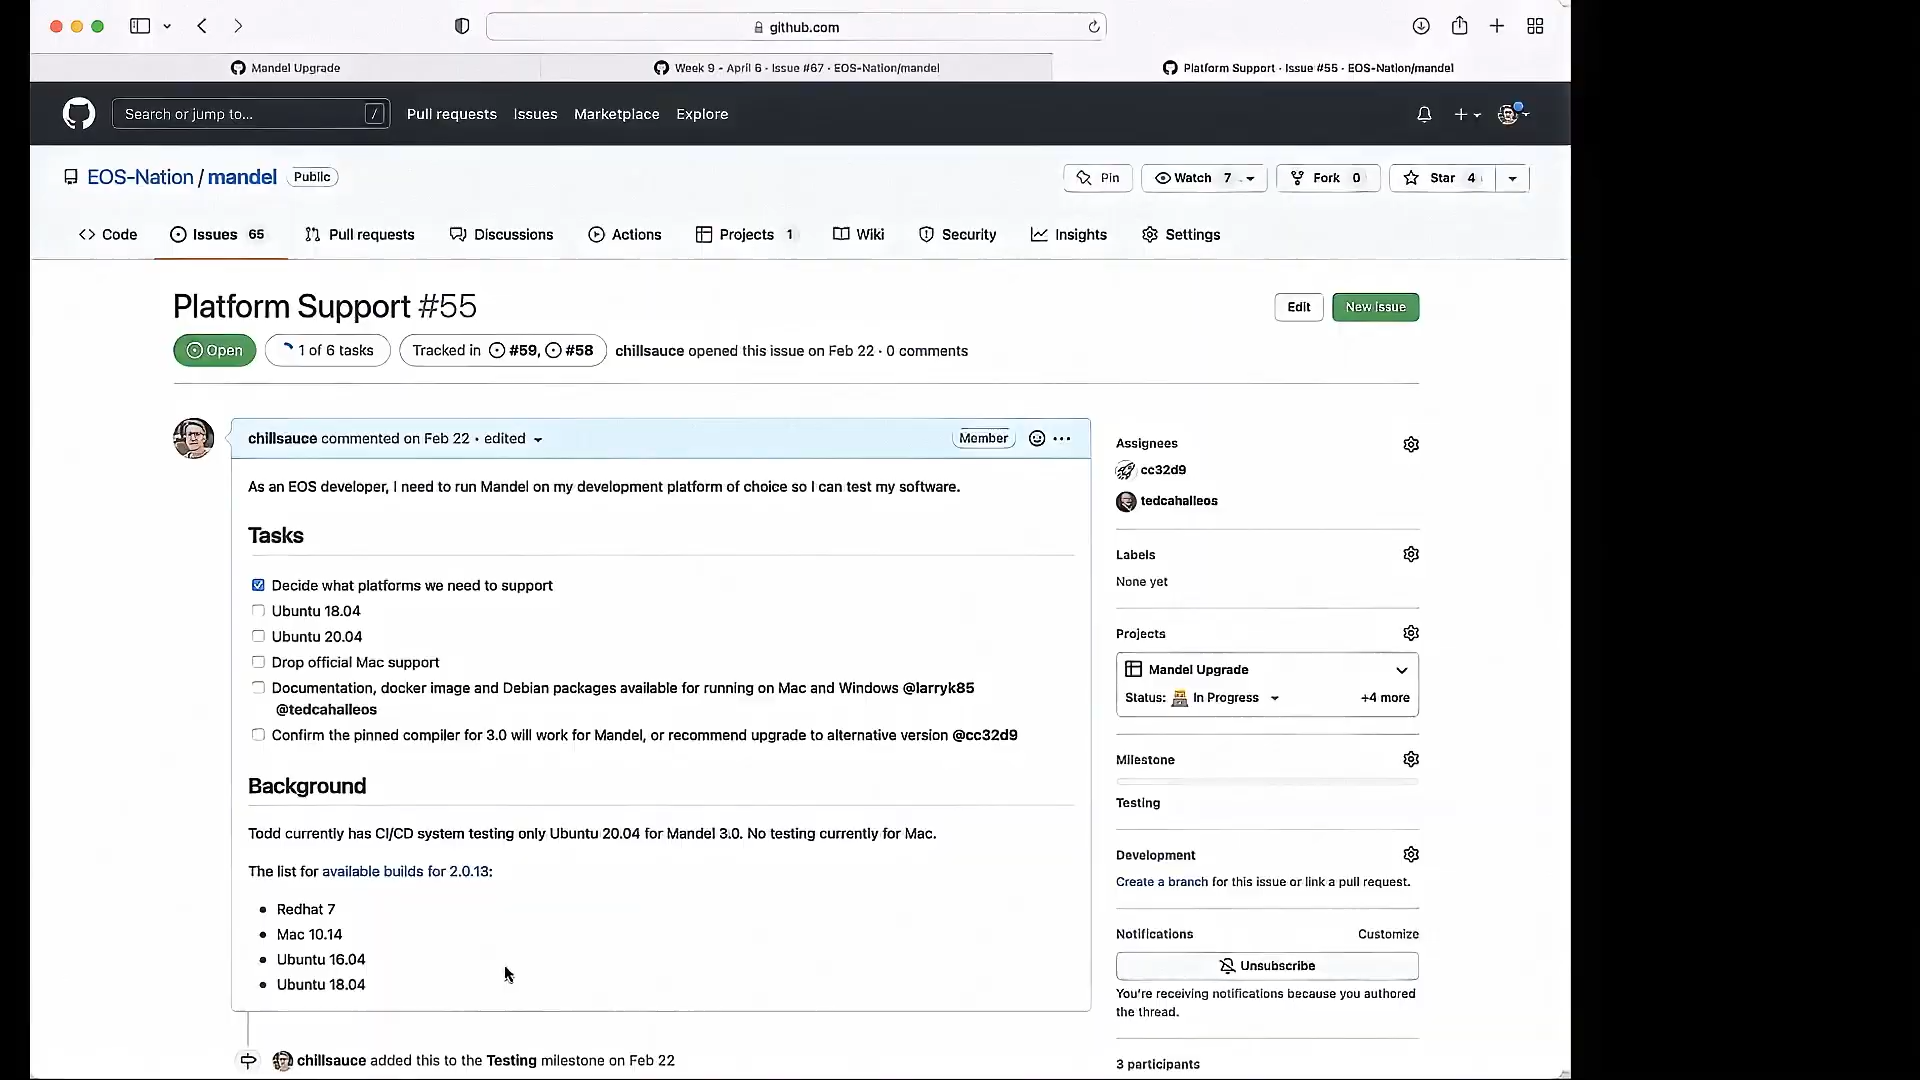 github.com
Mandel Upgrade
Week 9 - April 6 · Issue #67 · EOS-Nation/mandel
Platform Support · Issue #55 · EOS-Nation/mandel
Search or jump to...
/
Pull requests
Issues
Marketplace
Explore
EOS-Nation / mandel
Public
Pin
Watch 7
Fork 0
Star 4
<> Code
Issues 65
Pull requests
Discussions
Actions
Projects 1
Wiki
Security
Insights
Settings
Platform Support #55
Edit
New issue
Open
1 of 6 tasks
Tracked in #59, #58
chillsauce opened this issue on Feb 22 · 0 comments
chillsauce commented on Feb 22 · edited
Member
As an EOS developer, I need to run Mandel on my development platform of choice so I can test my software.
Tasks
Decide what platforms we need to support
Ubuntu 18.04
Ubuntu 20.04
Drop official Mac support
Documentation, docker image and Debian packages available for running on Mac and Windows @larryk85
@tedcahalleos
Confirm the pinned compiler for 3.0 will work for Mandel, or recommend upgrade to alternative version @cc32d9
Background
Todd currently has CI/CD system testing only Ubuntu 20.04 for Mandel 3.0. No testing currently for Mac.
The list for available builds for 2.0.13:
Redhat 7
Mac 10.14
Ubuntu 16.04
Ubuntu 18.04
chillsauce added this to the Testing milestone on Feb 22
Assignees
cc32d9
tedcahalleos
Labels
None yet
Projects
Mandel Upgrade
Status: In Progress
+4 more
Milestone
Testing
Development
Create a branch for this issue or link a pull request.
Notifications
Customize
Unsubscribe
You're receiving notifications because you authored
the thread.
3 participants